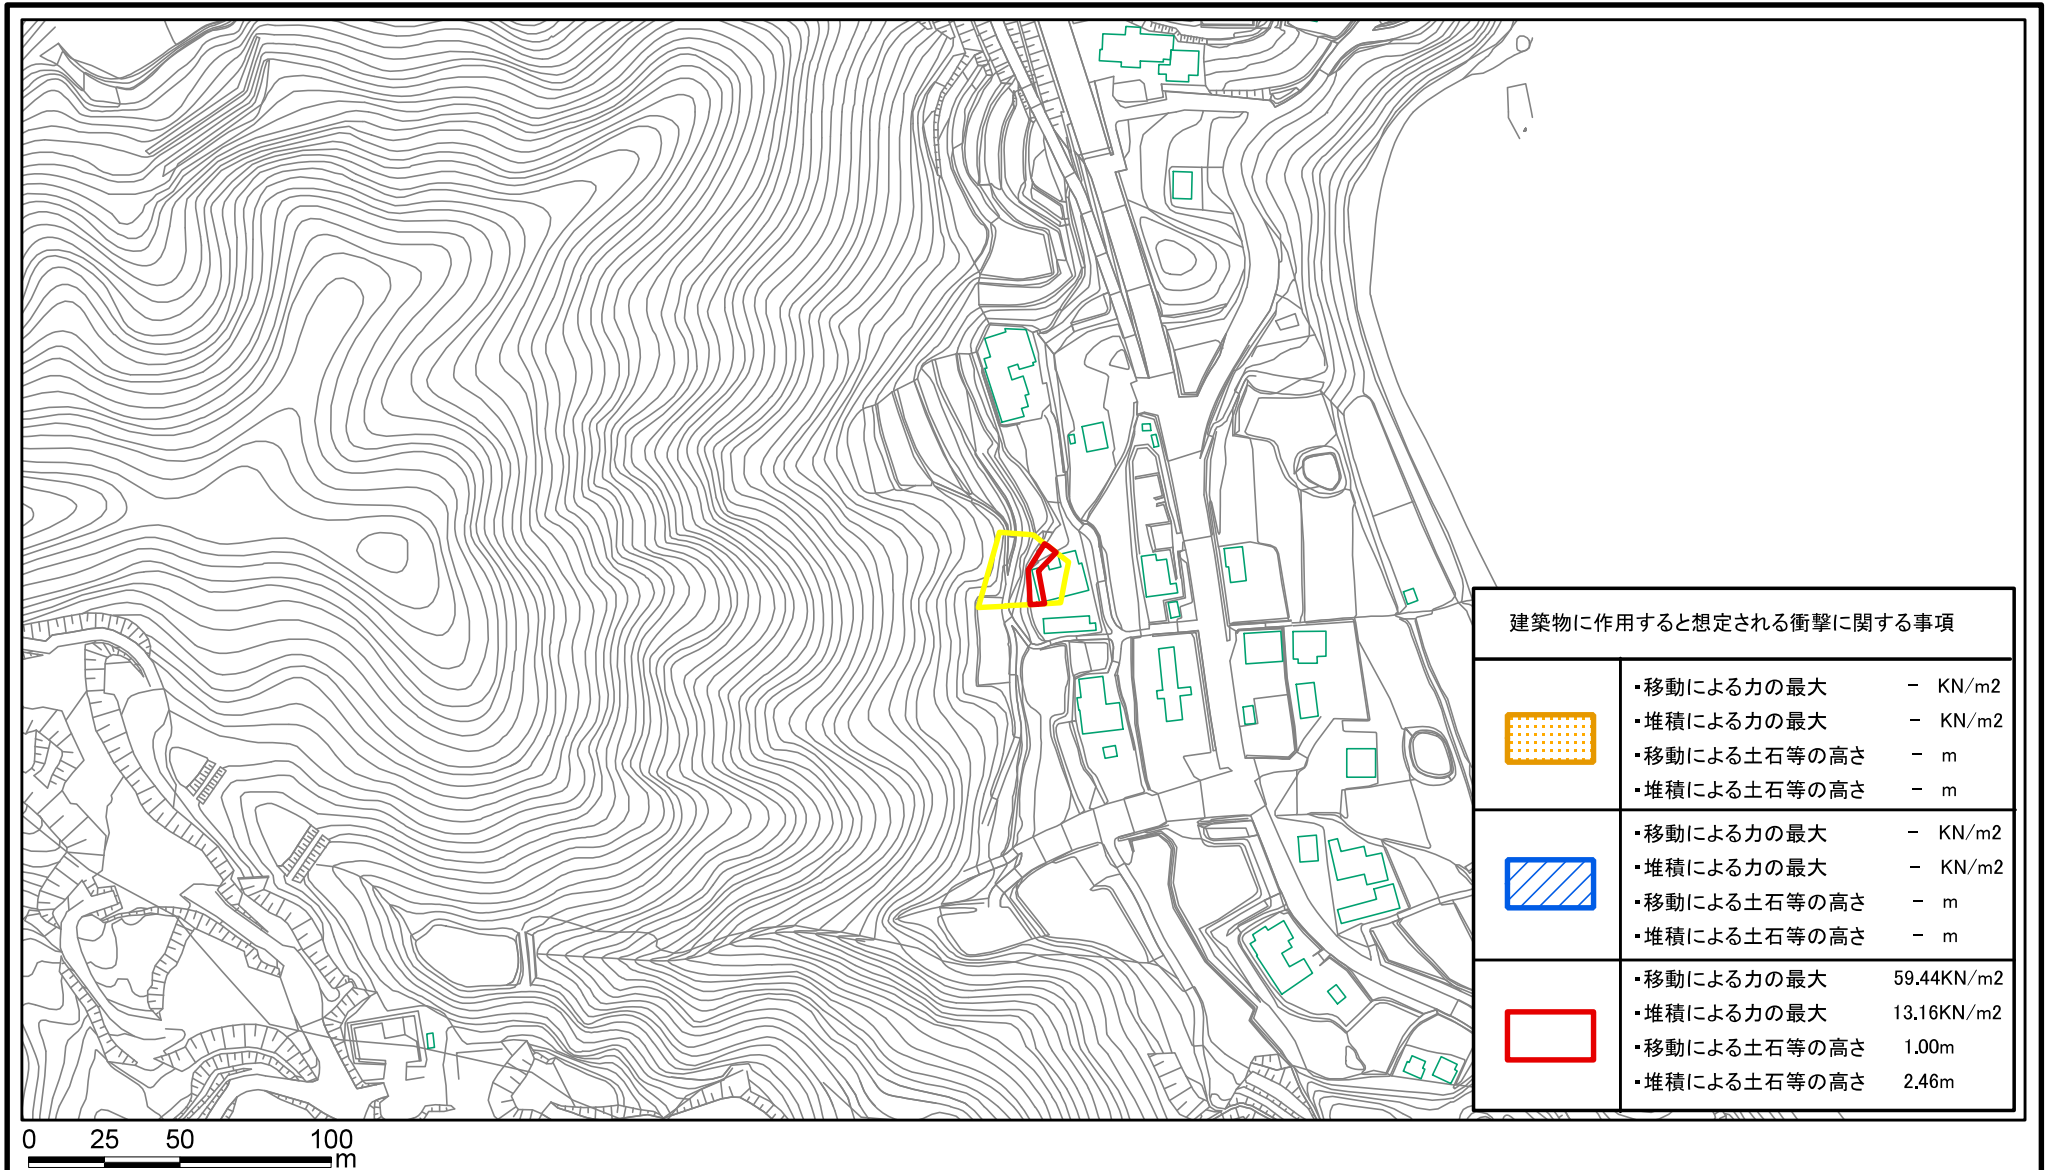 建築物に作用すると想定される衝撃に関する事項
･移動による力の最大 － KN/m2
･堆積による力の最大 － KN/m2
･移動による土石等の高さ － m
･堆積による土石等の高さ － m
･移動による力の最大 － KN/m2
･堆積による力の最大 － KN/m2
･移動による土石等の高さ － m
･堆積による土石等の高さ － m
･移動による力の最大 59.44KN/m2
･堆積による力の最大 13.16KN/m2
･移動による土石等の高さ 1.00m
･堆積による土石等の高さ 2.46m
0 25 50 100
m